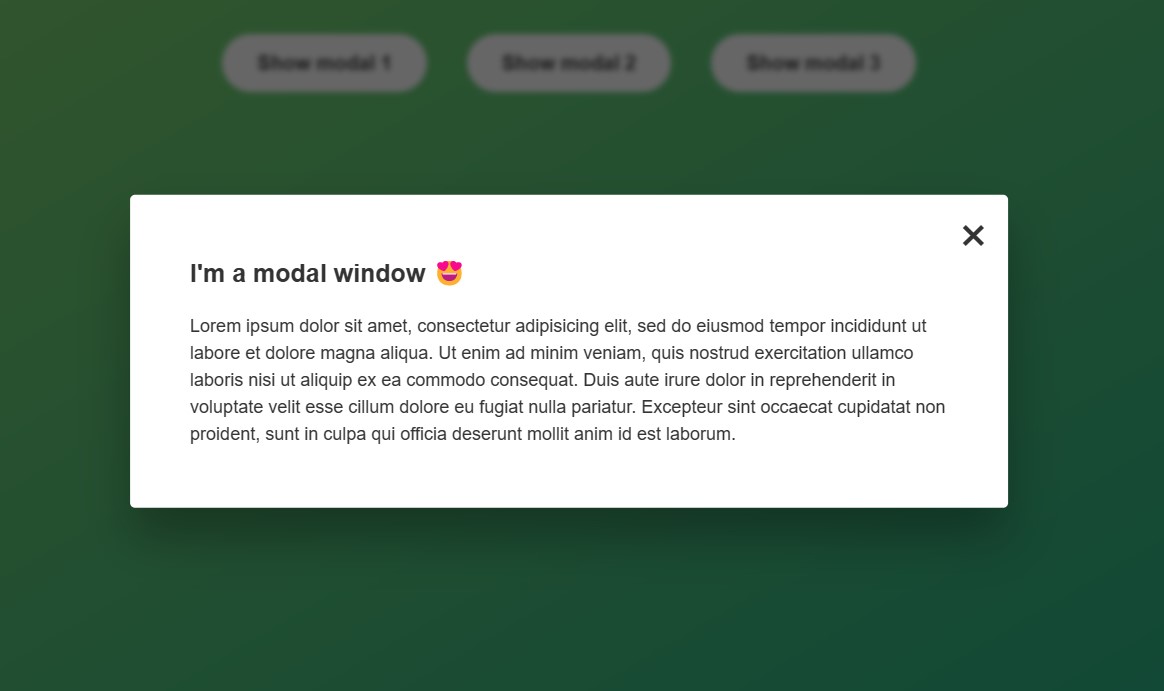 Show modal 1 Show modal 2 Show modal 3
I'm a modal window 😍
Lorem ipsum dolor sit amet, consectetur adipisicing elit, sed do eiusmod tempor incididunt ut
labore et dolore magna aliqua. Ut enim ad minim veniam, quis nostrud exercitation ullamco
laboris nisi ut aliquip ex ea commodo consequat. Duis aute irure dolor in reprehenderit in
voluptate velit esse cillum dolore eu fugiat nulla pariatur. Excepteur sint occaecat cupidatat non
proident, sunt in culpa qui officia deserunt mollit anim id est laborum.